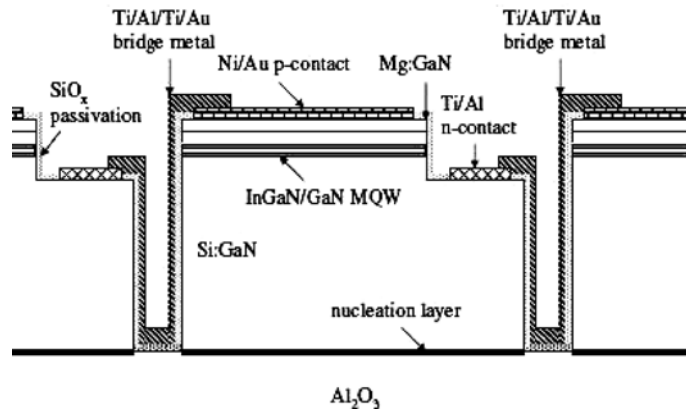 Ti/Al/Ti/Au
bridge metal
Ti/Al/Ti/Au
bridge metal
Ni/Au p-contact
Mg:GaN
SiOₓ
passivation
Ti/Al
n-contact
InGaN/GaN MQW
Si:GaN
nucleation layer
Al₂O₃